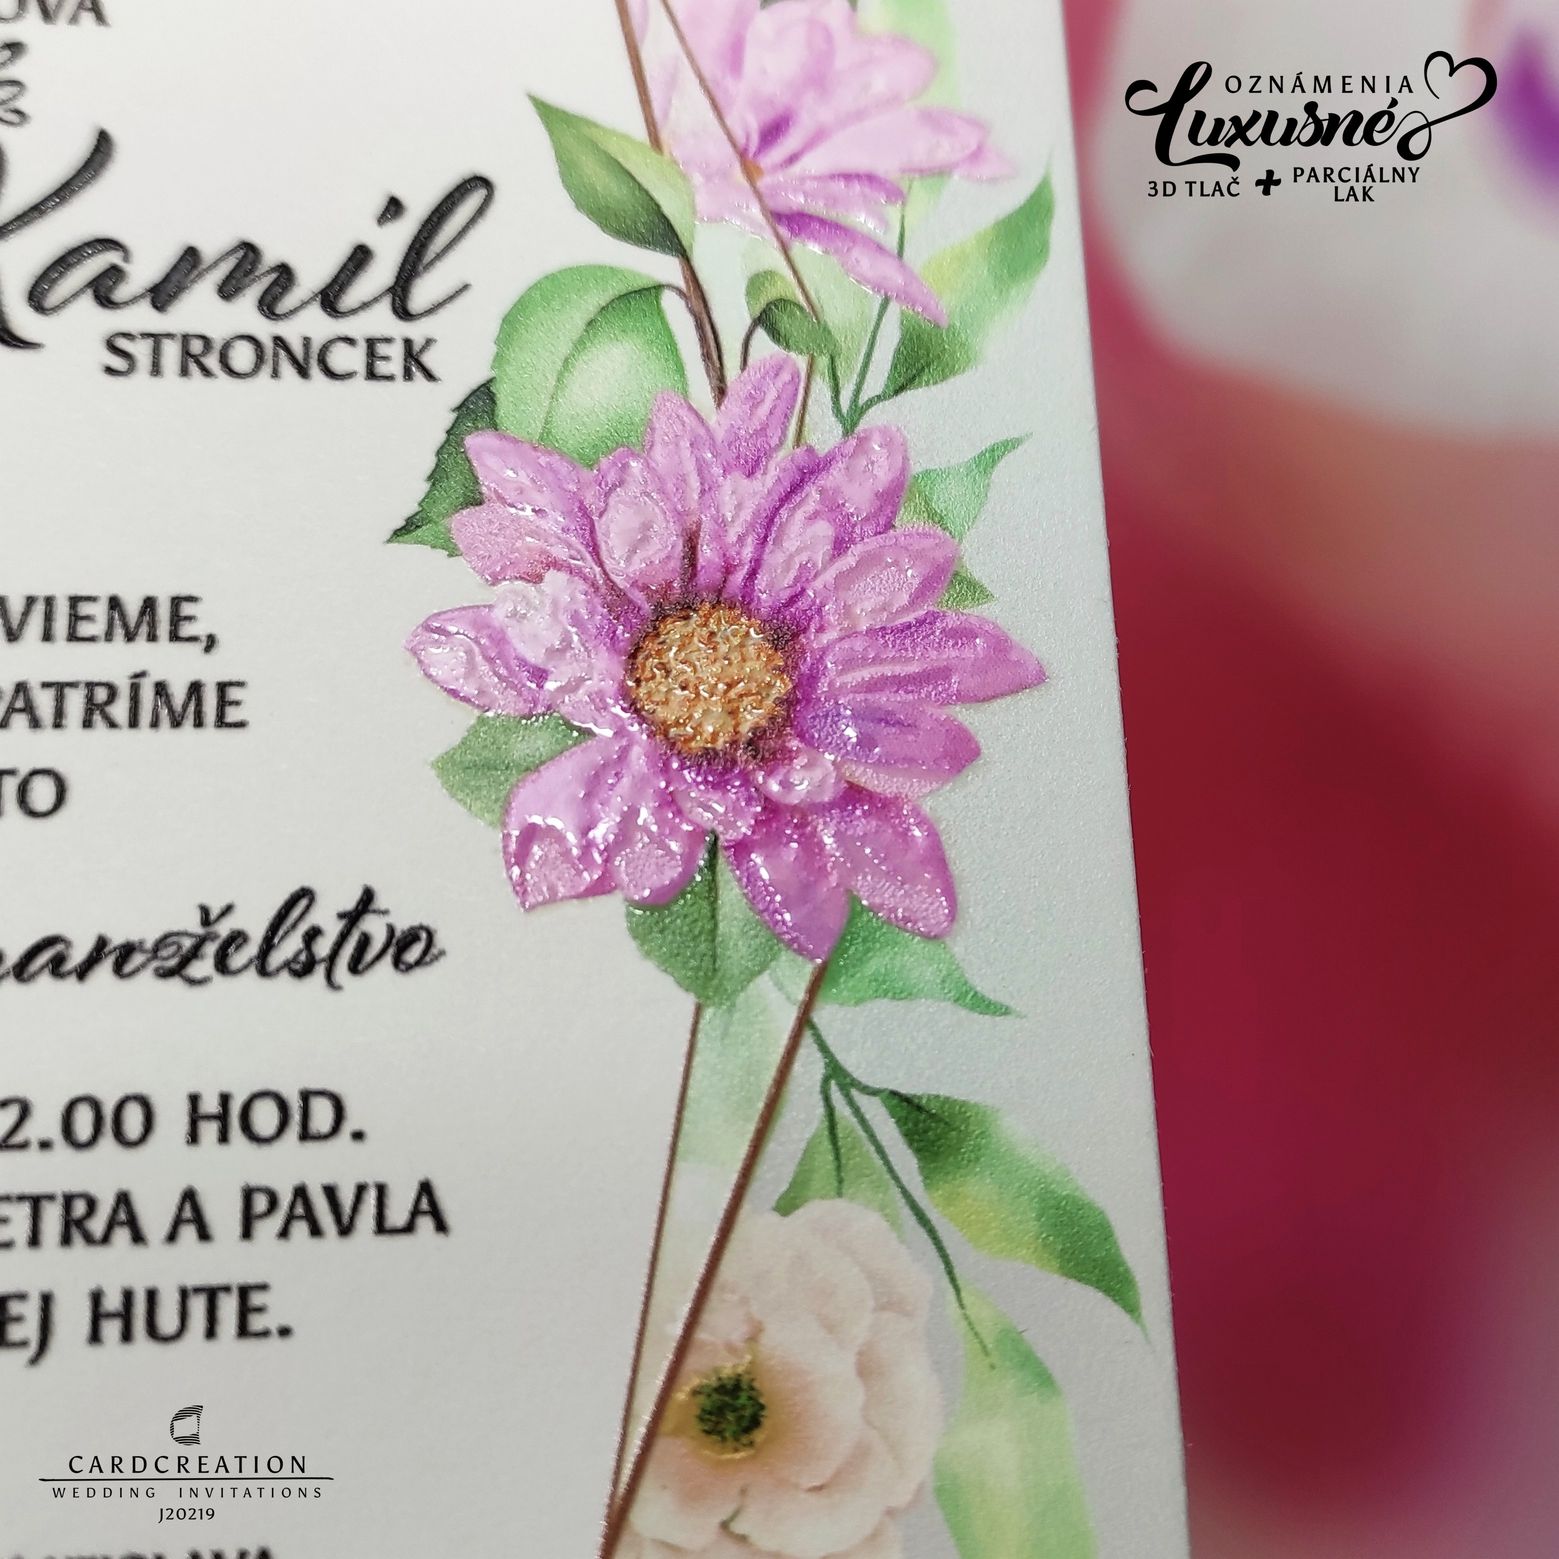 OVÁ
Kamil
STRONCEK
VIEME,
PATRÍME
TO
manželstvo
2.00 HOD.
ETRA A PAVLA
EJ HUTE.
OZNÁMENIA
Luxusné
3D TLAČ + PARCIÁLNY
LAK
CARDCREATION
WEDDING INVITATIONS
J20219